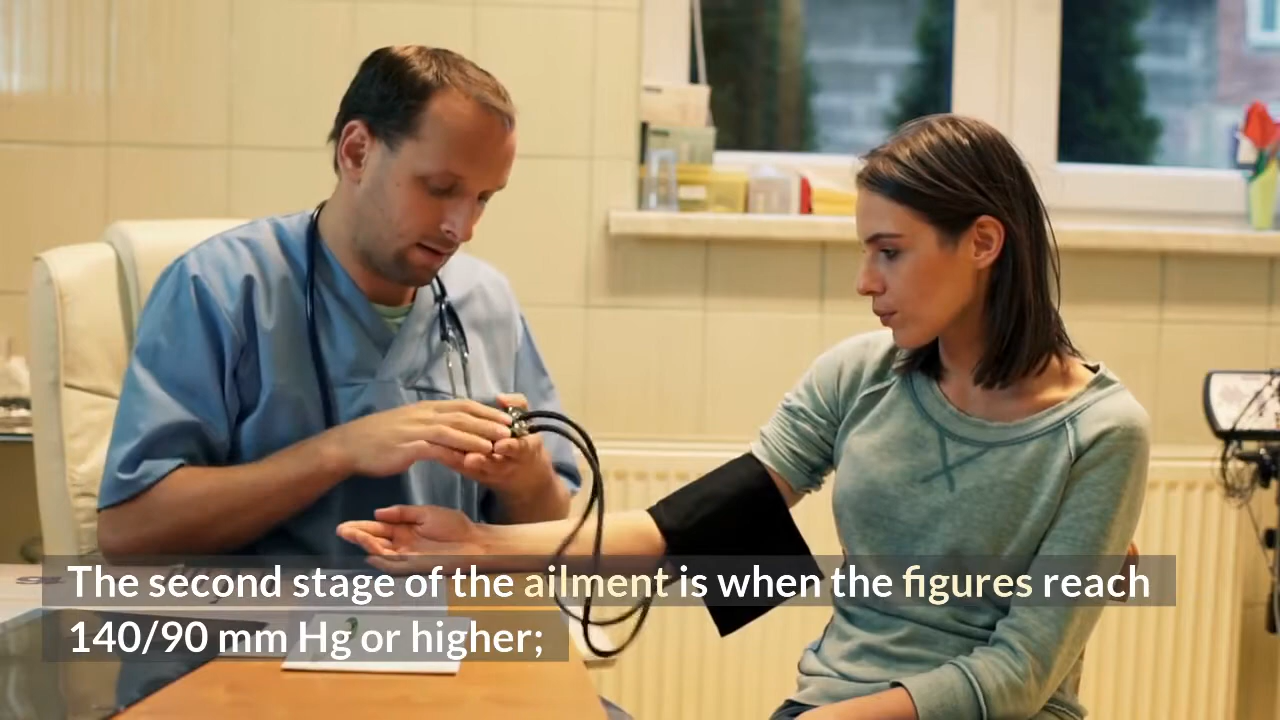 The second stage of the ailment is when the figures reach
140/90 mm Hg or higher;